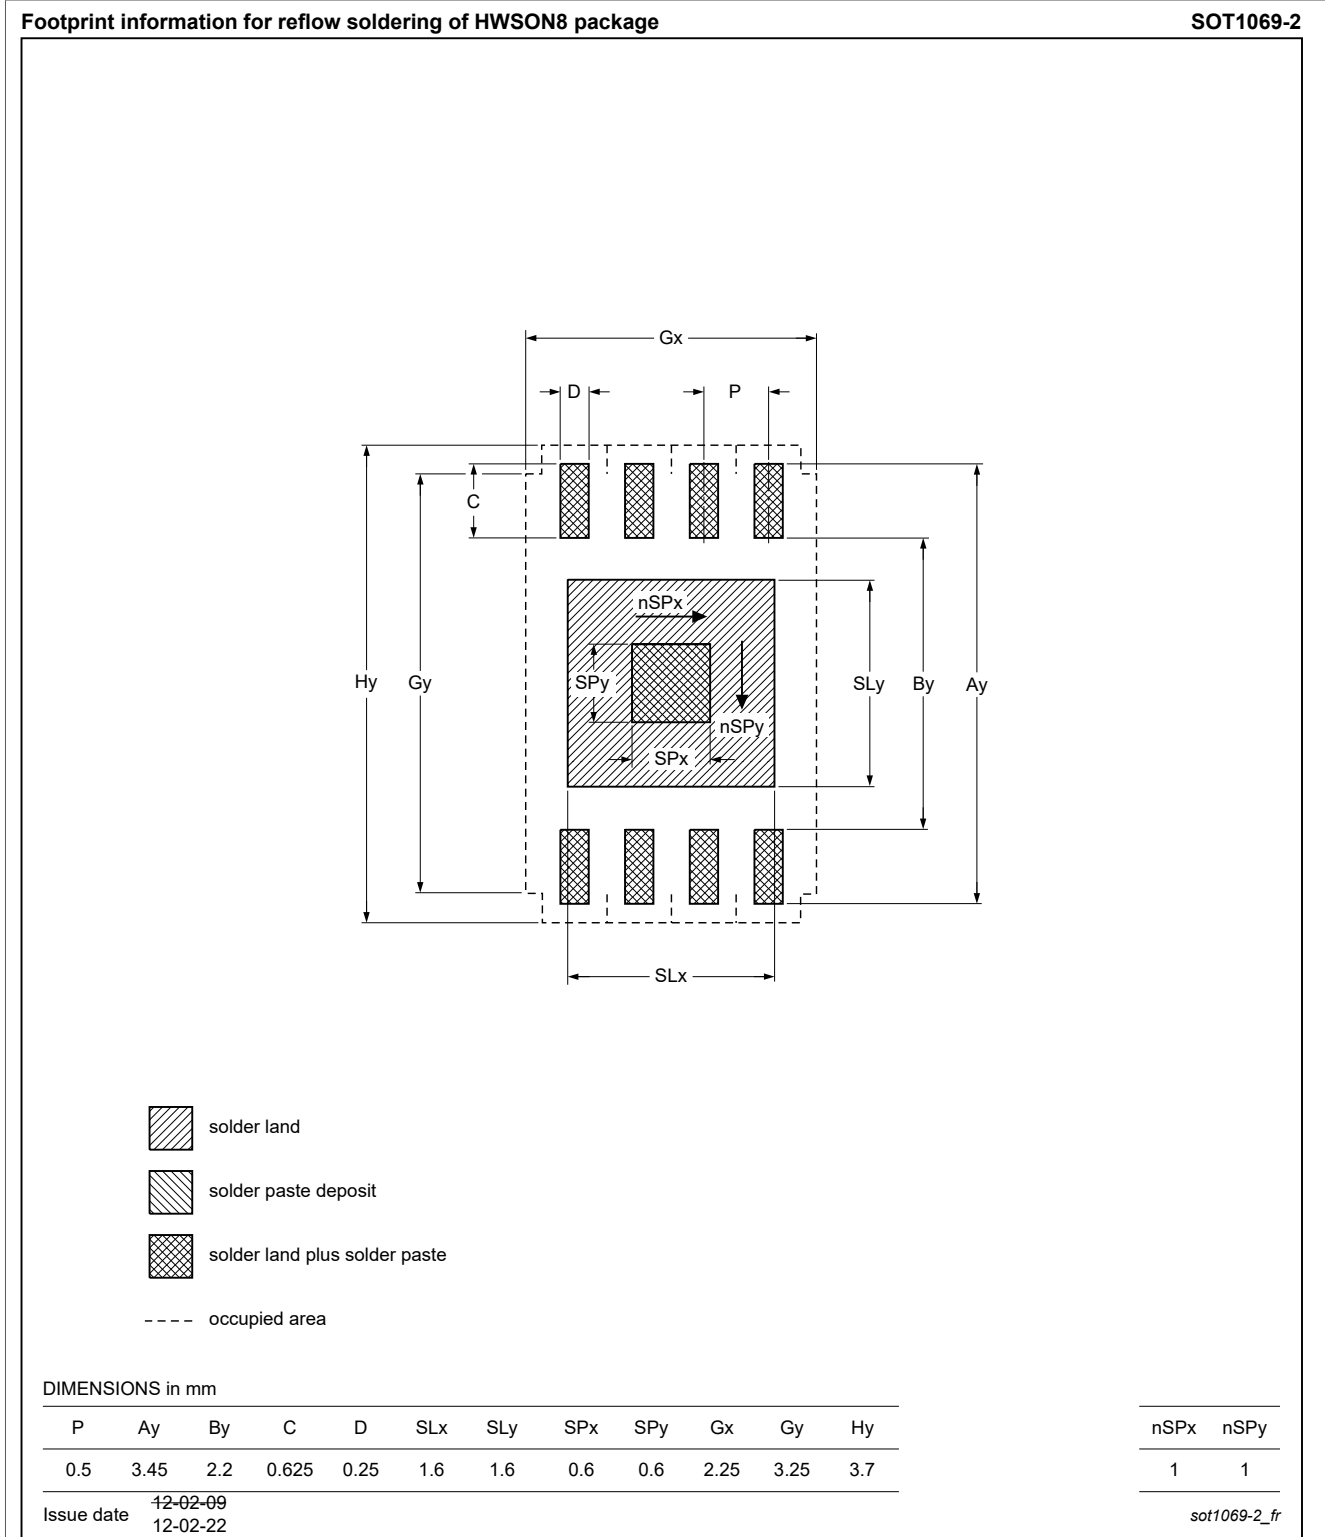 Footprint information for reflow soldering of HWSON8 package SOT1069-2
Gx
D P
C
nSPx
Hy Gy SPy SLy By Ay
nSPy
SPx
SLx
solder land
solder paste deposit
solder land plus solder paste
occupied area
DIMENSIONS in mm
P Ay By C D SLx SLy SPx SPy Gx Gy Hy nSPx nSPy
0.5 3.45 2.2 0.625 0.25 1.6 1.6 0.6 0.6 2.25 3.25 3.7 1 1
Issue date 12-02-09
12-02-22 sot1069-2_fr